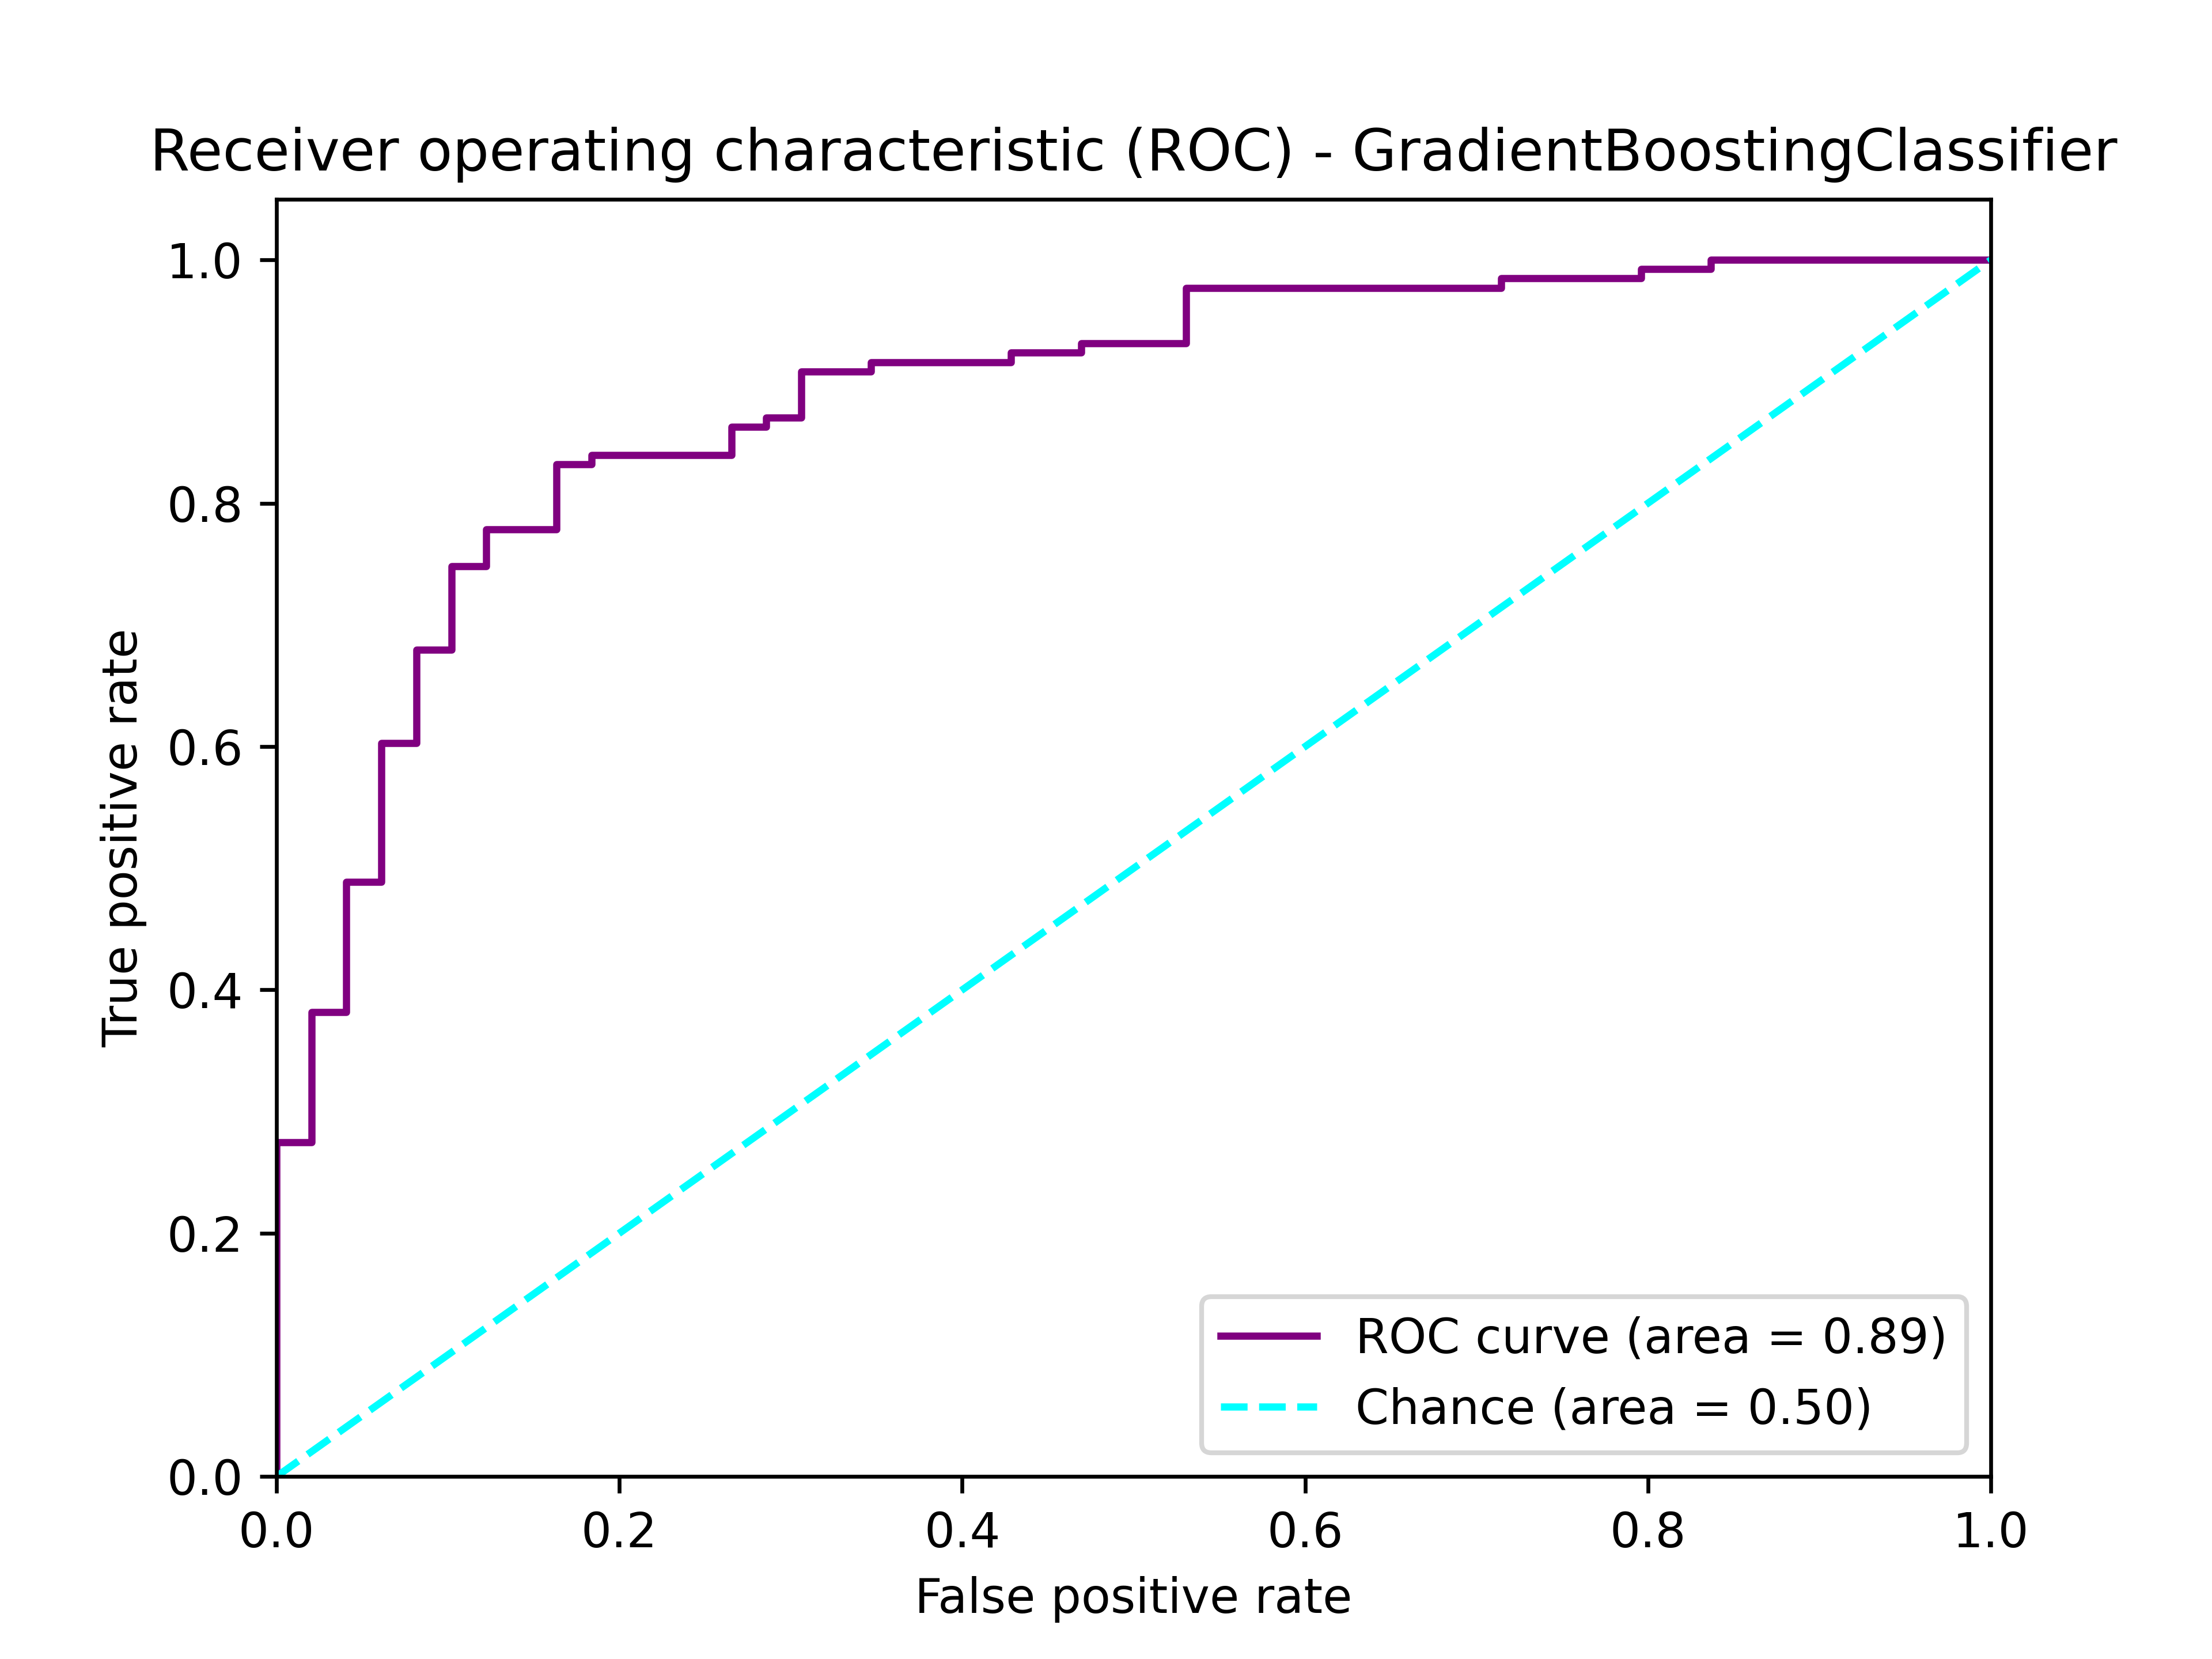 Receiver operating characteristic (ROC) - GradientBoostingClassifier
1.0
0.8
0.6
0.4
0.2
0.0
True positive rate
0.0 0.2 0.4 0.6 0.8 1.0
False positive rate
ROC curve (area = 0.89)
Chance (area = 0.50)